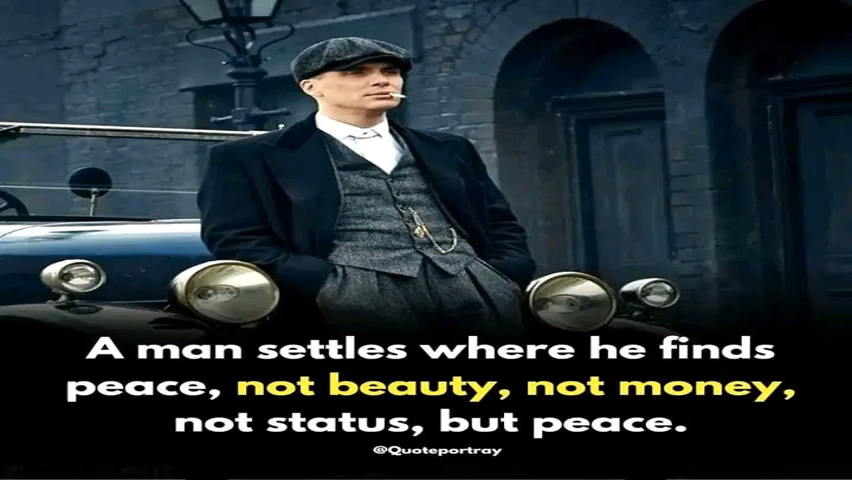 A man settles where he finds
peace, not beauty, not money,
not status, but peace.
@Quoteportray